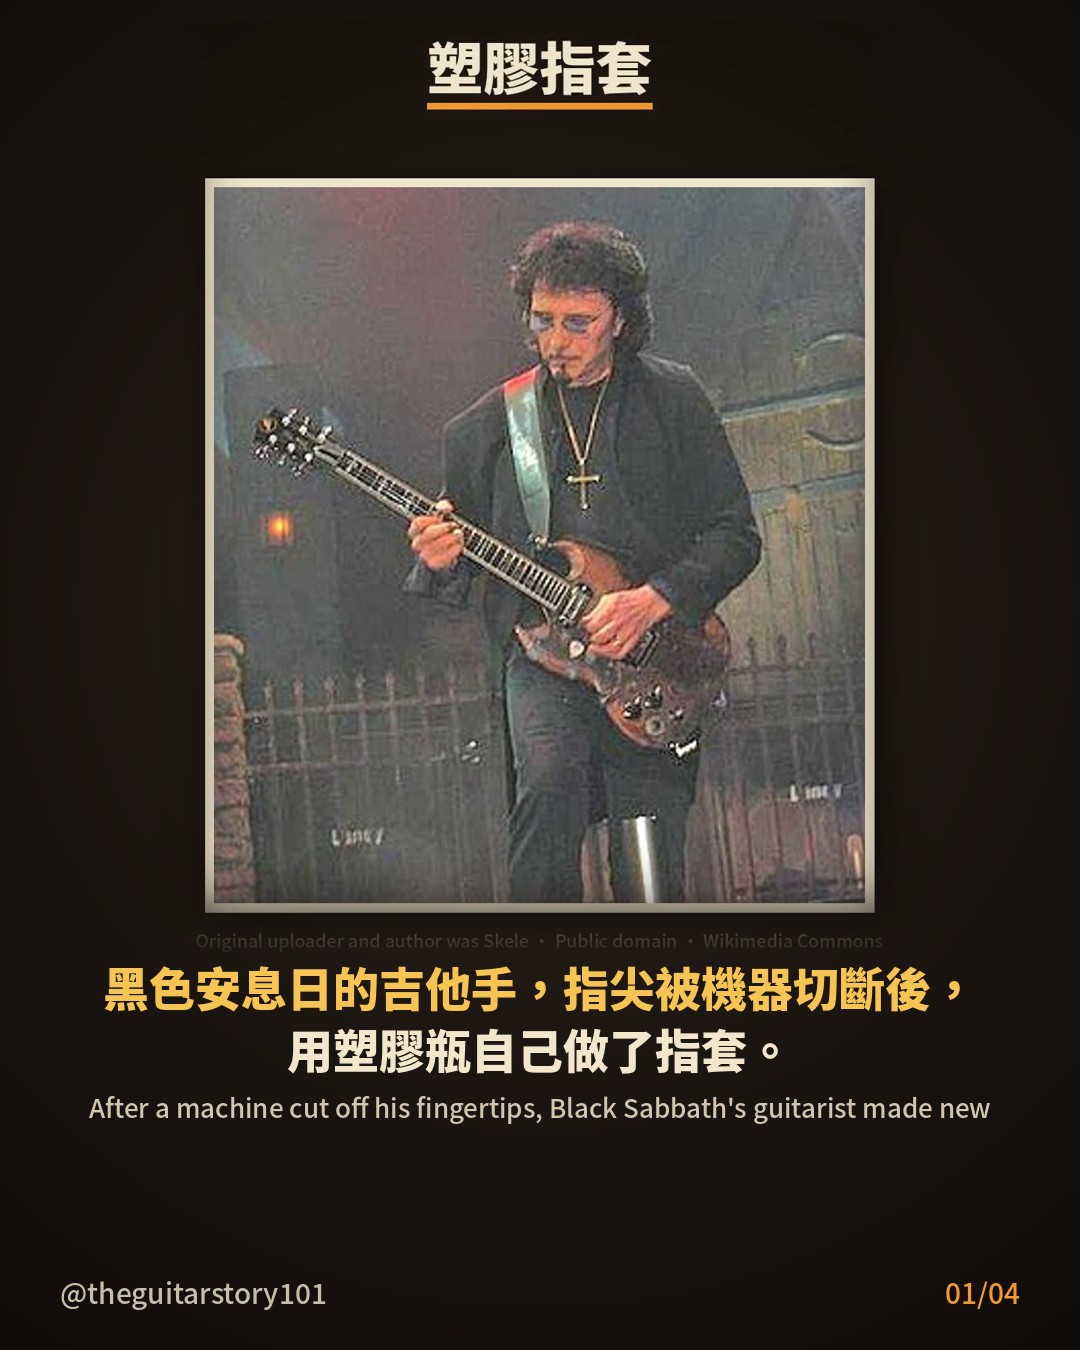 塑膠指套
Laney
Laney
Original uploader and author was Skele • Public domain • Wikimedia Commons
黑色安息日的吉他手，指尖被機器切斷後，
用塑膠瓶自己做了指套。
After a machine cut off his fingertips, Black Sabbath's guitarist made new
@theguitarstory101
01/04